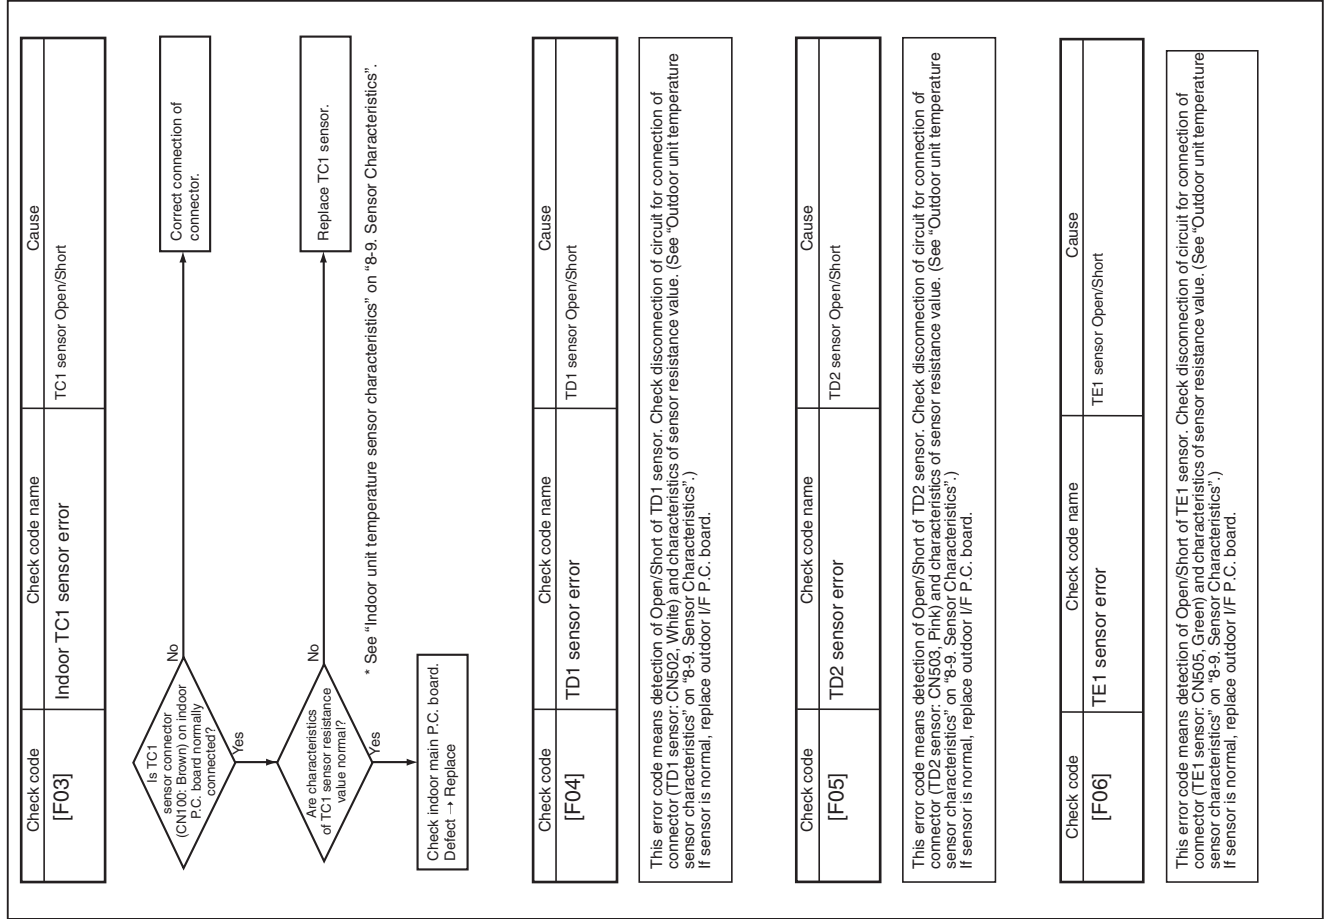 Check code
Check code name
Cause
[F03]
Indoor TC1 sensor error
TC1 sensor Open/Short
Is TC1
sensor connector
(CN100: Brown) on indoor
P.C. board normally
connected?
No
Correct connection of
connector.
Yes
Are characteristics
of TC1 sensor resistance
value normal?
No
Replace TC1 sensor.
Yes
* See “Indoor unit temperature sensor characteristics” on “8-9. Sensor Characteristics”.
Check indoor main P.C. board.
Defect → Replace
Check code
Check code name
Cause
[F04]
TD1 sensor error
TD1 sensor Open/Short
This error code means detection of Open/Short of TD1 sensor. Check disconnection of circuit for connection of
connector (TD1 sensor: CN502, White) and characteristics of sensor resistance value. (See “Outdoor unit temperature
sensor characteristics” on “8-9. Sensor Characteristics”.)
If sensor is normal, replace outdoor I/F P.C. board.
Check code
Check code name
Cause
[F05]
TD2 sensor error
TD2 sensor Open/Short
This error code means detection of Open/Short of TD2 sensor. Check disconnection of circuit for connection of
connector (TD2 sensor: CN503, Pink) and characteristics of sensor resistance value. (See “Outdoor unit temperature
sensor characteristics” on “8-9. Sensor Characteristics”.)
If sensor is normal, replace outdoor I/F P.C. board.
Check code
Check code name
Cause
[F06]
TE1 sensor error
TE1 sensor Open/Short
This error code means detection of Open/Short of TE1 sensor. Check disconnection of circuit for connection of
connector (TE1 sensor: CN505, Green) and characteristics of sensor resistance value. (See “Outdoor unit temperature
sensor characteristics” on “8-9. Sensor Characteristics”.)
If sensor is normal, replace outdoor I/F P.C. board.